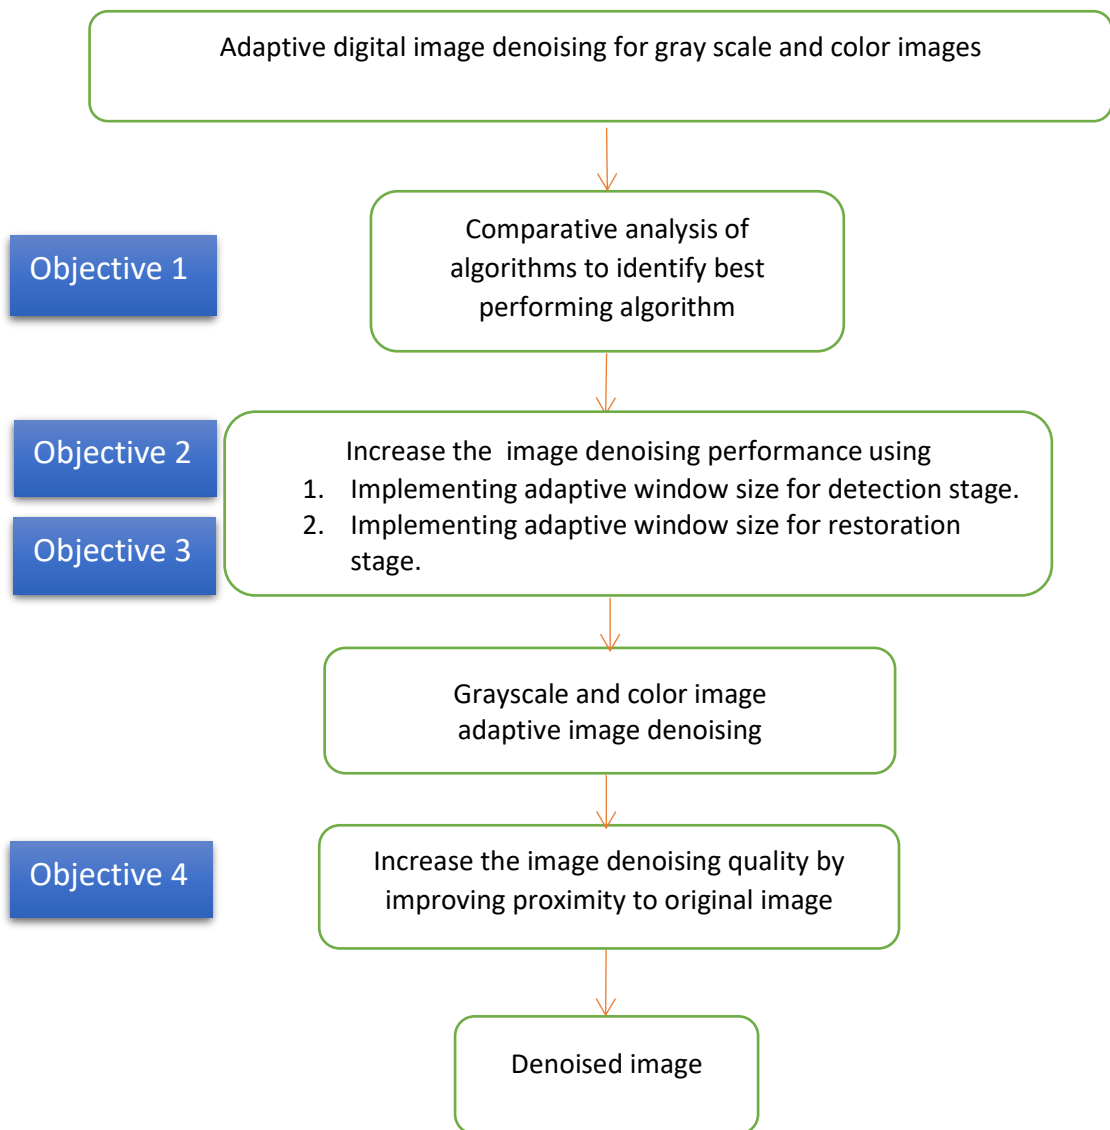 Adaptive digital image denoising for gray scale and color images
Objective 1
Comparative analysis of
algorithms to identify best
performing algorithm
Objective 2
Objective 3
Increase the  image denoising performance using
1. Implementing adaptive window size for detection stage.
2. Implementing adaptive window size for restoration
stage.
Grayscale and color image
adaptive image denoising
Objective 4
Increase the image denoising quality by
improving proximity to original image
Denoised image